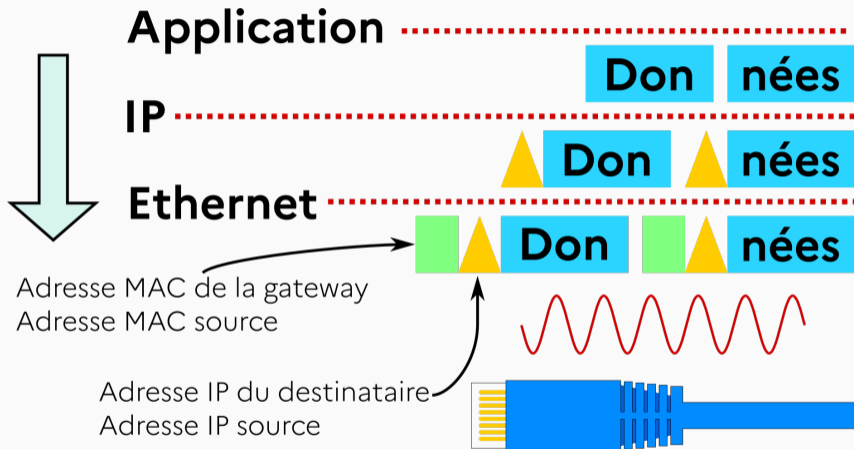 Application
Don nées
IP
Don nées
Ethernet
Don nées
Adresse MAC de la gateway
Adresse MAC source
Adresse IP du destinataire
Adresse IP source